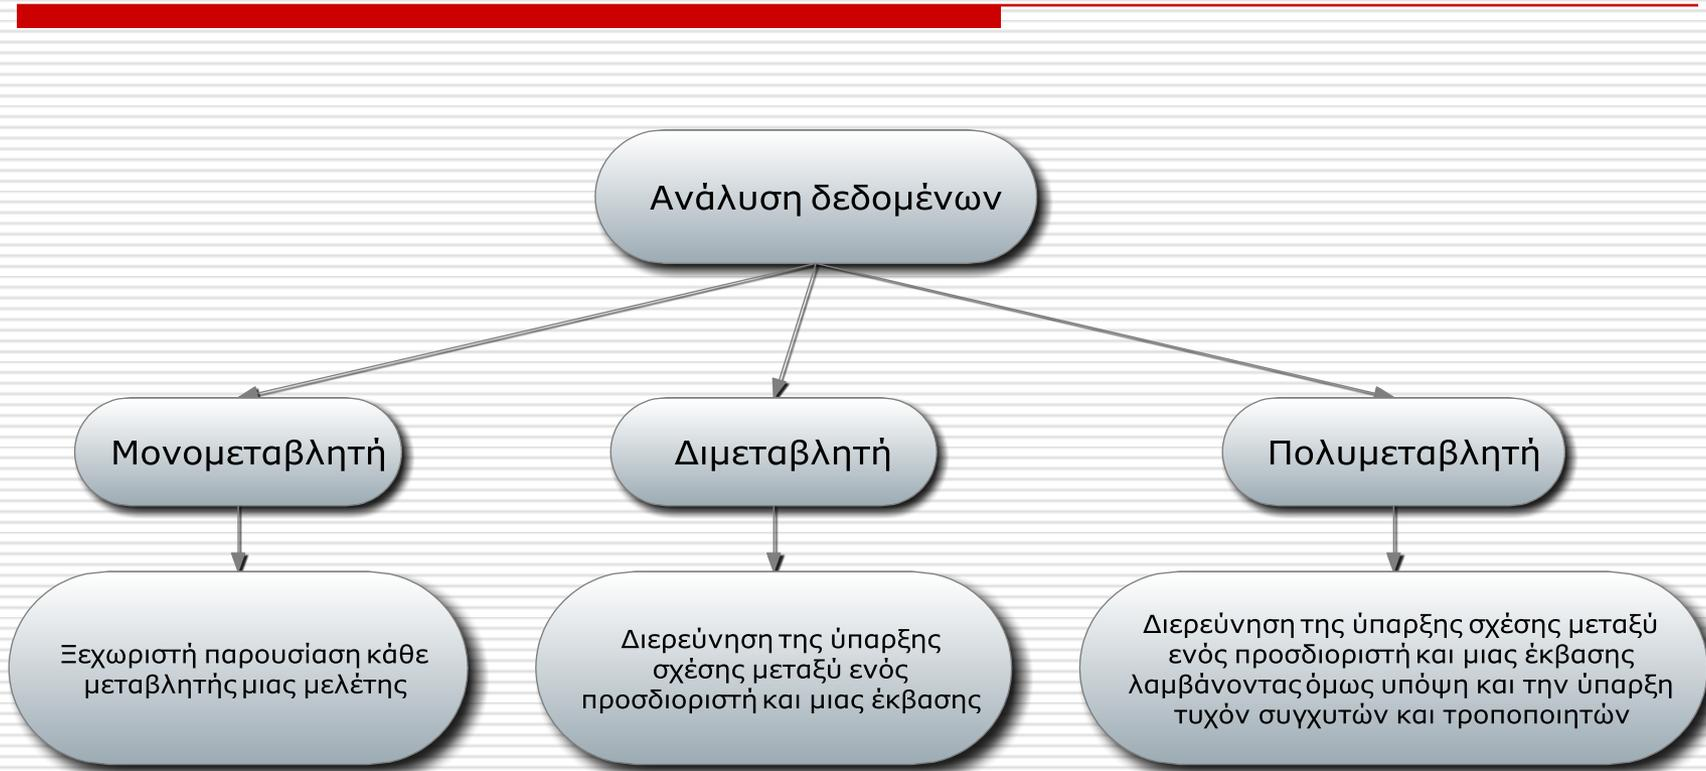 Ανάλυση δεδομένων
Μονομεταβλητή
Διμεταβλητή
Πολυμεταβλητή
Ξεχωριστή παρουσίαση κάθε
μεταβλητής μιας μελέτης
Διερεύνηση της ύπαρξης
σχέσης μεταξύ ενός
προσδιοριστή και μιας έκβασης
Διερεύνηση της ύπαρξης σχέσης μεταξύ
ενός προσδιοριστή και μιας έκβασης
λαμβάνοντας όμως υπόψη και την ύπαρξη
τυχόν συγχυτών και τροποποιητών